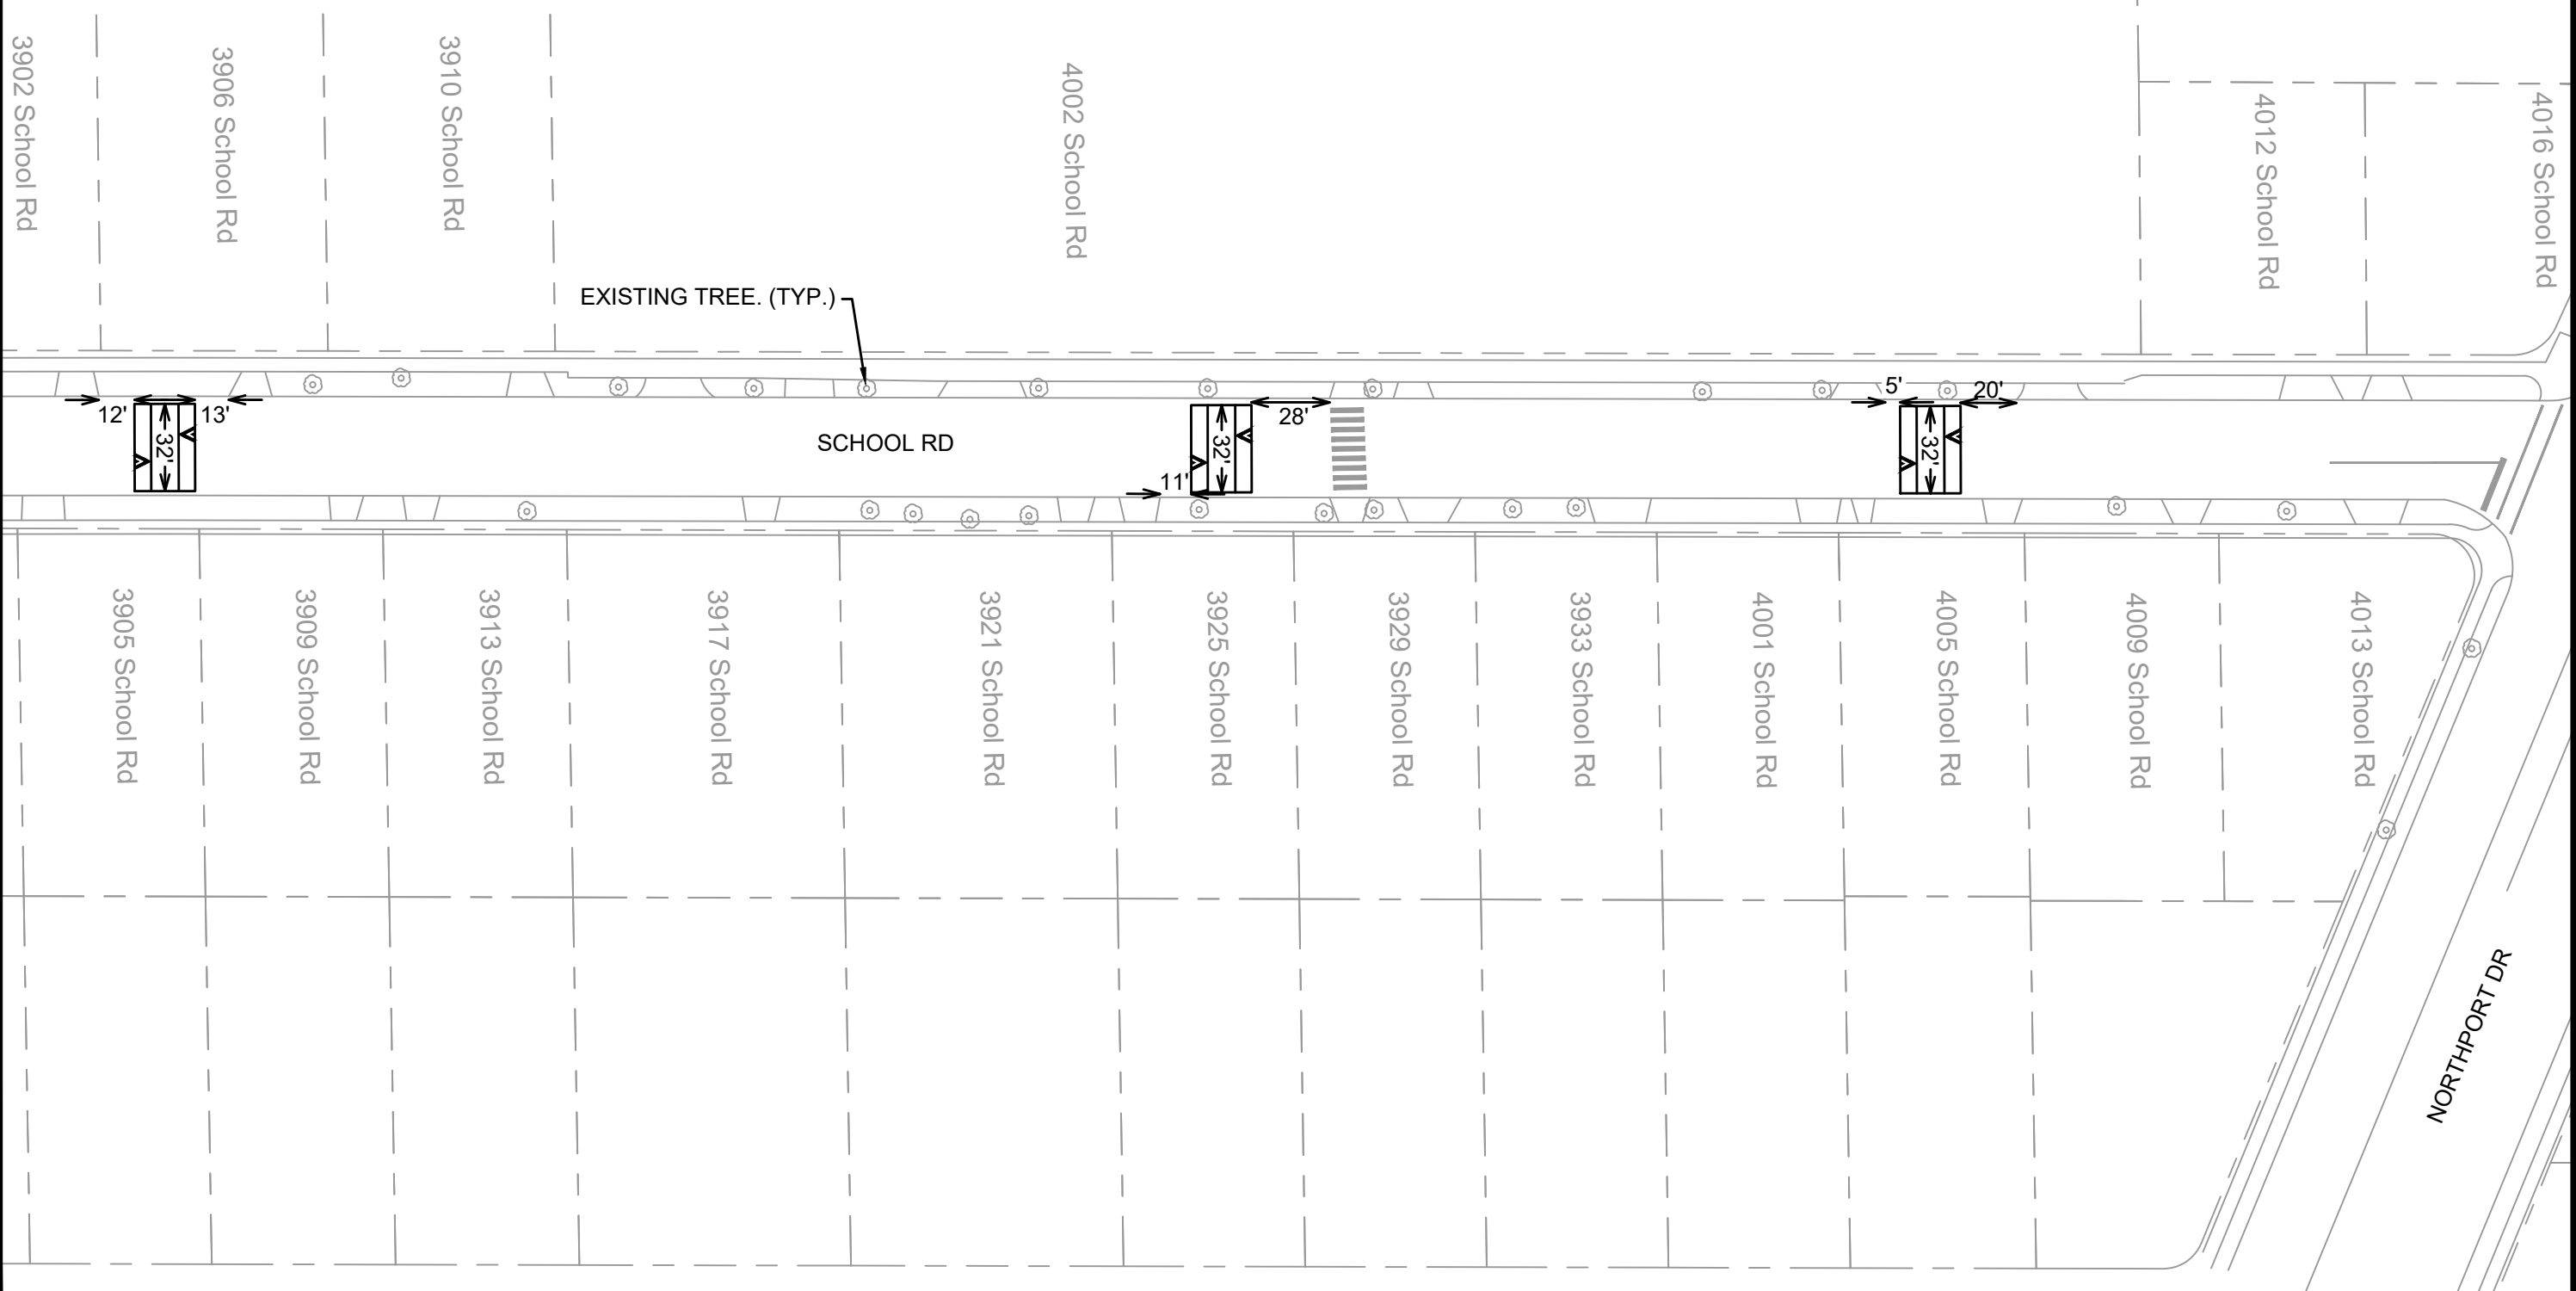 3902 School Rd
3906 School Rd
3910 School Rd
4002 School Rd
4012 School Rd
4016 School Rd
EXISTING TREE. (TYP.)
12'
32'
13'
SCHOOL RD
11'
32'
28'
5'
32'
20'
3905 School Rd
3909 School Rd
3913 School Rd
3917 School Rd
3921 School Rd
3925 School Rd
3929 School Rd
3933 School Rd
4001 School Rd
4005 School Rd
4009 School Rd
4013 School Rd
NORTHPORT DR